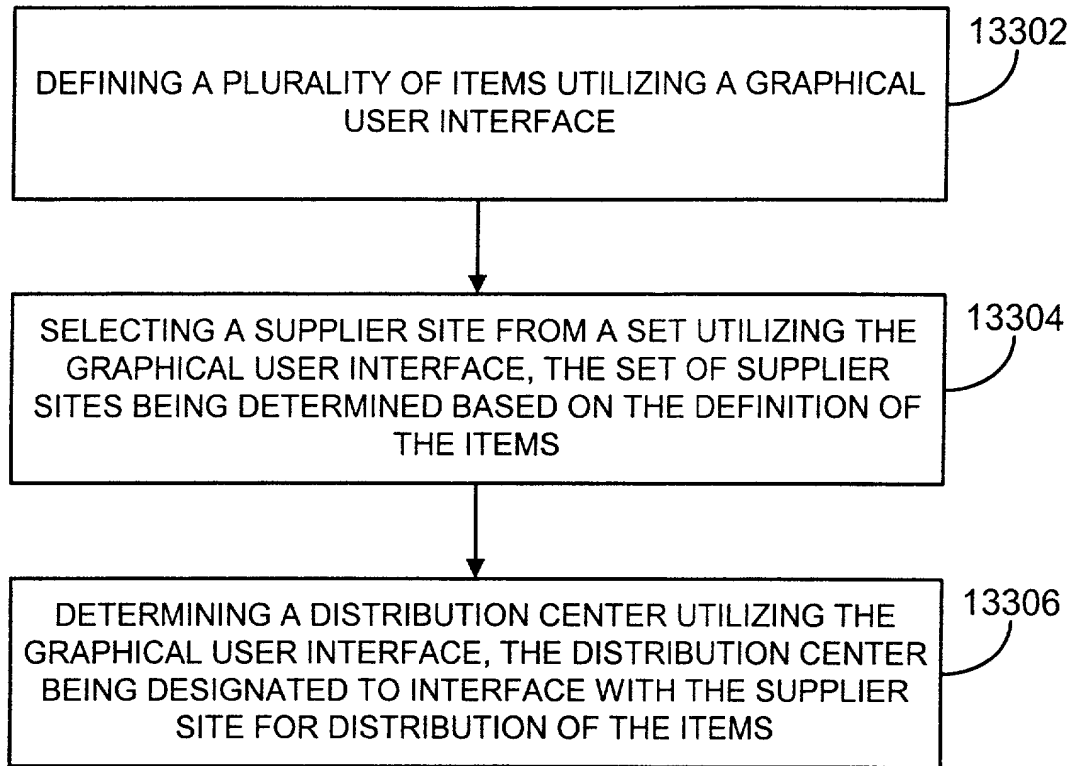 13302
DEFINING A PLURALITY OF ITEMS UTILIZING A GRAPHICAL
USER INTERFACE
13304
SELECTING A SUPPLIER SITE FROM A SET UTILIZING THE
GRAPHICAL USER INTERFACE, THE SET OF SUPPLIER
SITES BEING DETERMINED BASED ON THE DEFINITION OF
THE ITEMS
13306
DETERMINING A DISTRIBUTION CENTER UTILIZING THE
GRAPHICAL USER INTERFACE, THE DISTRIBUTION CENTER
BEING DESIGNATED TO INTERFACE WITH THE SUPPLIER
SITE FOR DISTRIBUTION OF THE ITEMS